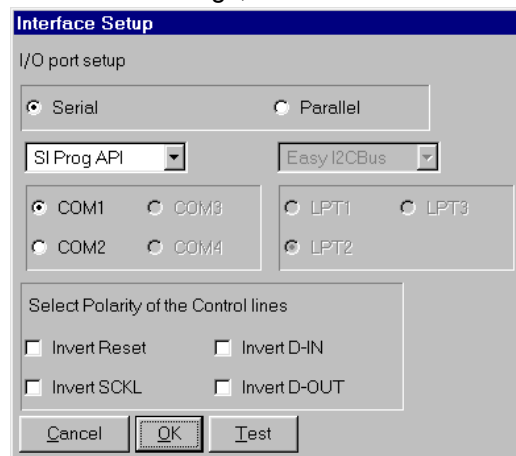 Interface Setup
I/O port setup
Serial Parallel
SI Prog API Easy I2CBus
COM1 COM3 LPT1 LPT3
COM2 COM4 LPT2
Select Polarity of the Control lines
Invert Reset Invert D-IN
Invert SCKL Invert D-OUT
Cancel OK Test